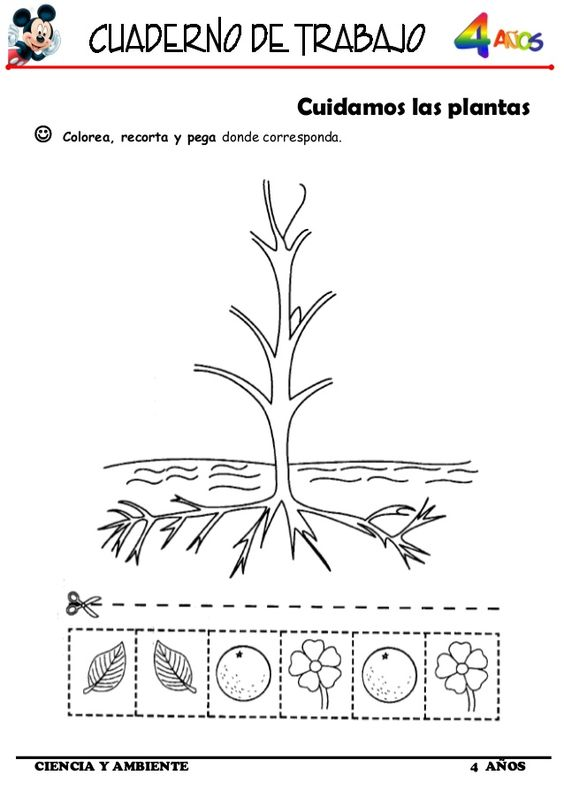 CUADERNO DE TRABAJO 4 AÑOS
Cuidamos las plantas
Colorea, recorta y pega donde corresponda.
CIENCIA Y AMBIENTE 4 AÑOS